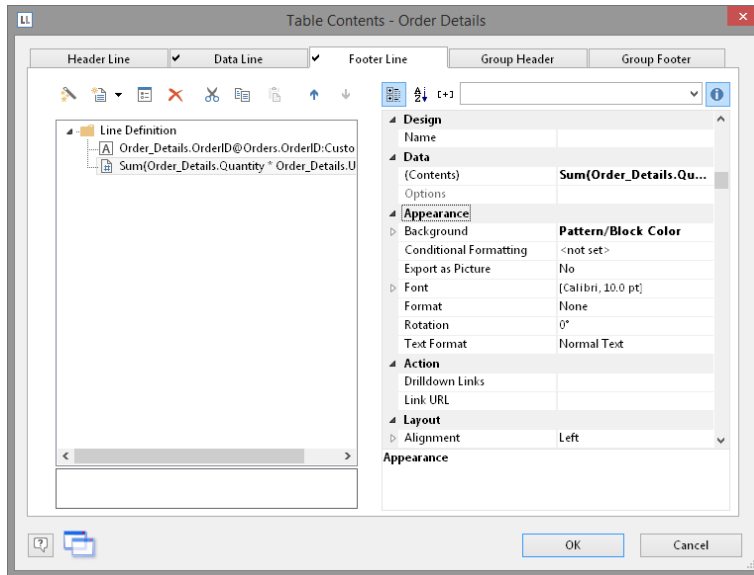 LL Table Contents - Order Details ×
Header Line Data Line Footer Line Group Header Group Footer
Line Definition
A Order_Details.OrderID@Orders.OrderID:Custo
# Sum{Order_Details.Quantity * Order_Details.U
[+]
Design
Name
Data
(Contents) Sum{Order_Details.Qu...
Options
Appearance
Background Pattern/Block Color
Conditional Formatting <not set>
Export as Picture No
Font [Calibri, 10.0 pt]
Format None
Rotation 0°
Text Format Normal Text
Action
Drilldown Links
Link URL
Layout
Alignment Left
Appearance
OK Cancel